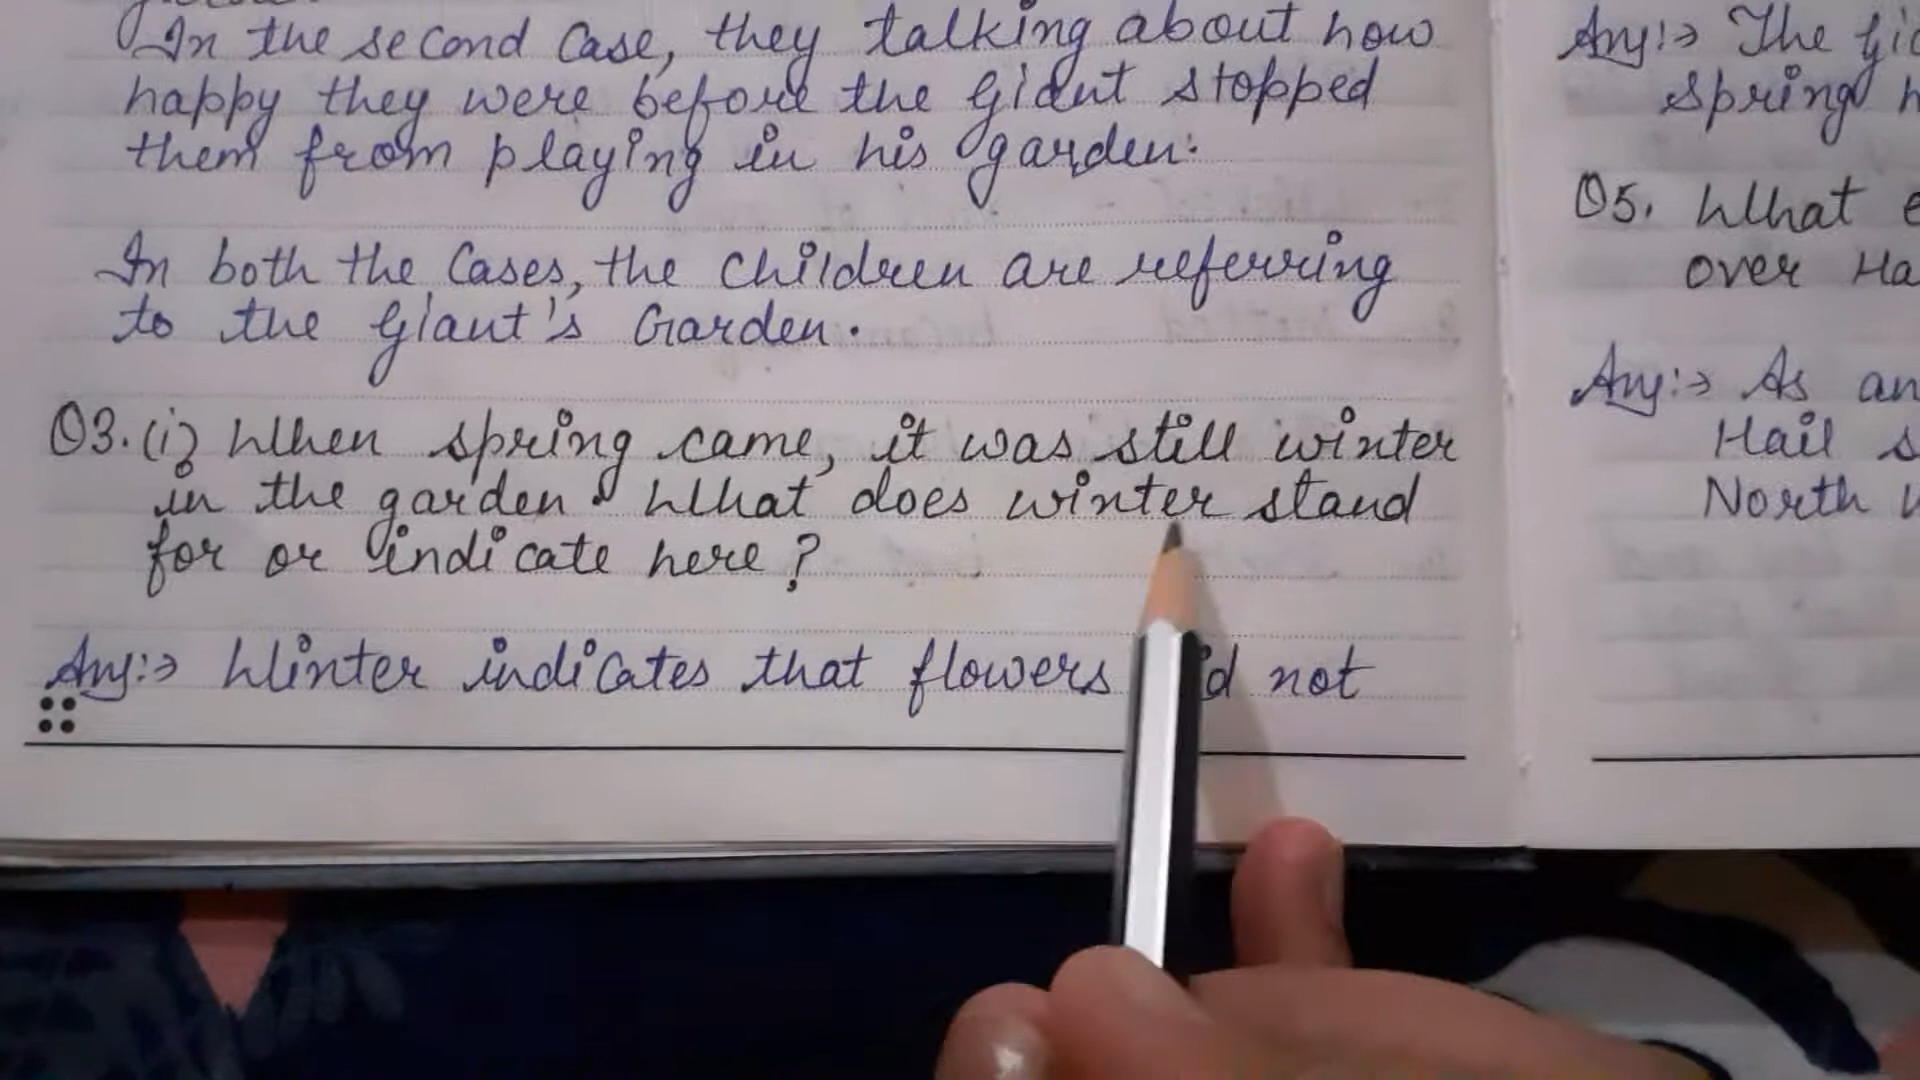 In the second Case, they talking about how
happy they were before the Giant stopped
them from playing in his garden.
In both the Cases, the children are referring
to the Giant's Garden.
Q3. (i) When spring came, it was still winter
in the garden. What does winter stand
for or indicate here?
Ans:→ Winter indicates that flowers not
Ans:→ The
Spring
Q5. What
over
Ans:→ As
Hail
North